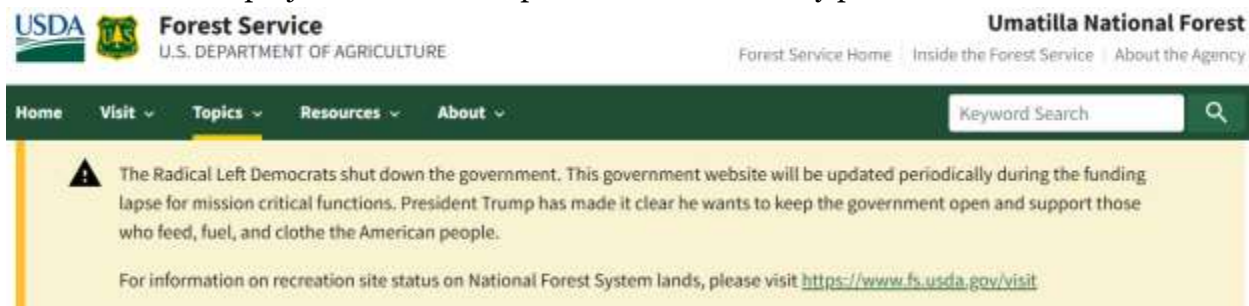 USDA
UAS
Forest Service
U.S. DEPARTMENT OF AGRICULTURE
Umatilla National Forest
Forest Service Home | Inside the Forest Service | About the Agency
Home Visit Topics Resources About Keyword Search
The Radical Left Democrats shut down the government. This government website will be updated periodically during the funding
lapse for mission critical functions. President Trump has made it clear he wants to keep the government open and support those
who feed, fuel, and clothe the American people.
For information on recreation site status on National Forest System lands, please visit https://www.fs.usda.gov/visit